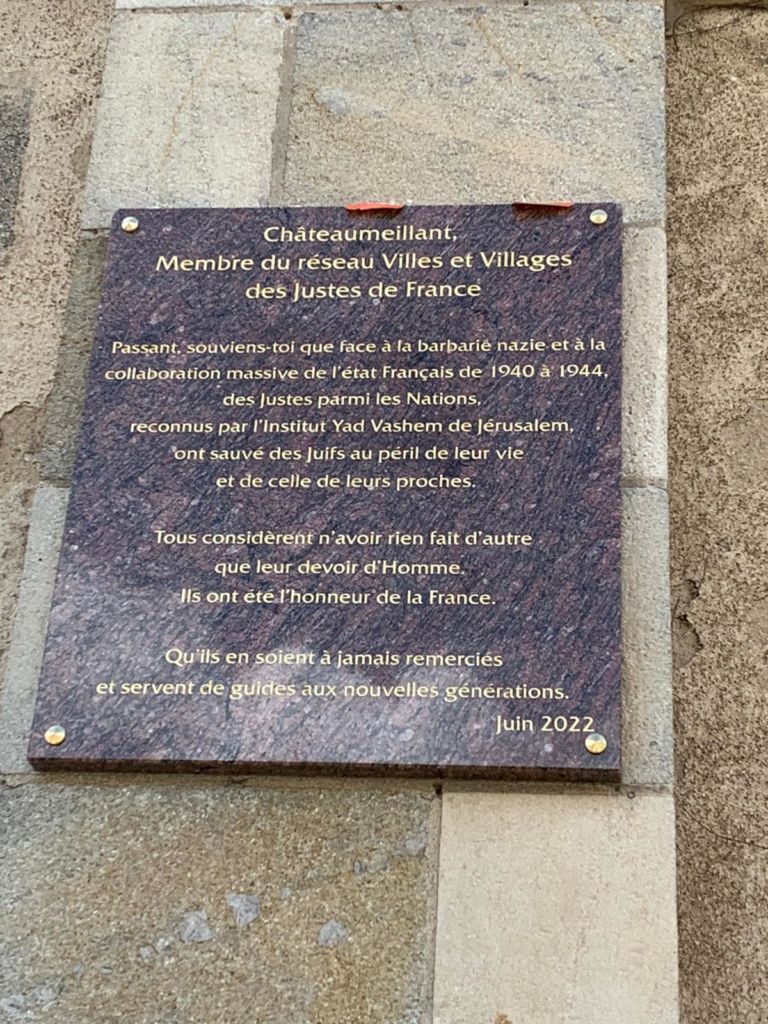 Châteaumeillant,
Membre du réseau Villes et Villages
des Justes de France
Passant, souviens-toi que face à la barbarie nazie et à la
collaboration massive de l'état Français de 1940 à 1944,
des Justes parmi les Nations,
reconnus par l'Institut Yad Vashem de Jérusalem,
ont sauvé des Juifs au péril de leur vie
et de celle de leurs proches.
Tous considèrent n'avoir rien fait d'autre
que leur devoir d'Homme.
Ils ont été l'honneur de la France.
Qu'ils en soient à jamais remerciés
et servent de guides aux nouvelles générations.
Juin 2022